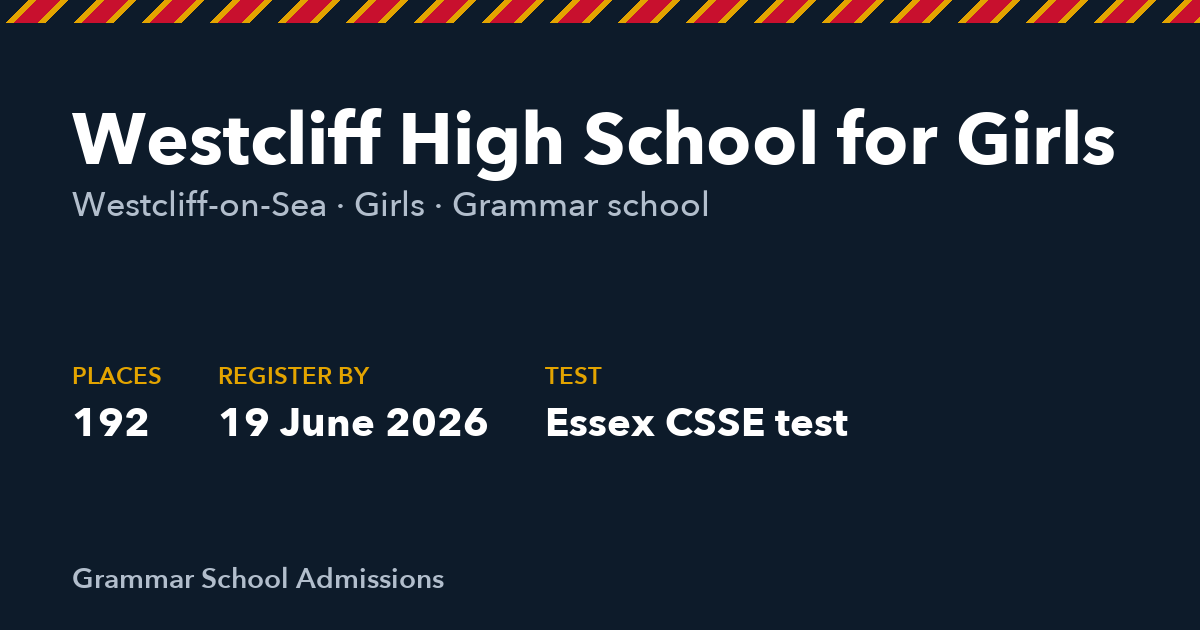 Westcliff High School for Girls
Westcliff-on-Sea · Girls · Grammar school
PLACES
192
REGISTER BY
19 June 2026
TEST
Essex CSSE test
Grammar School Admissions